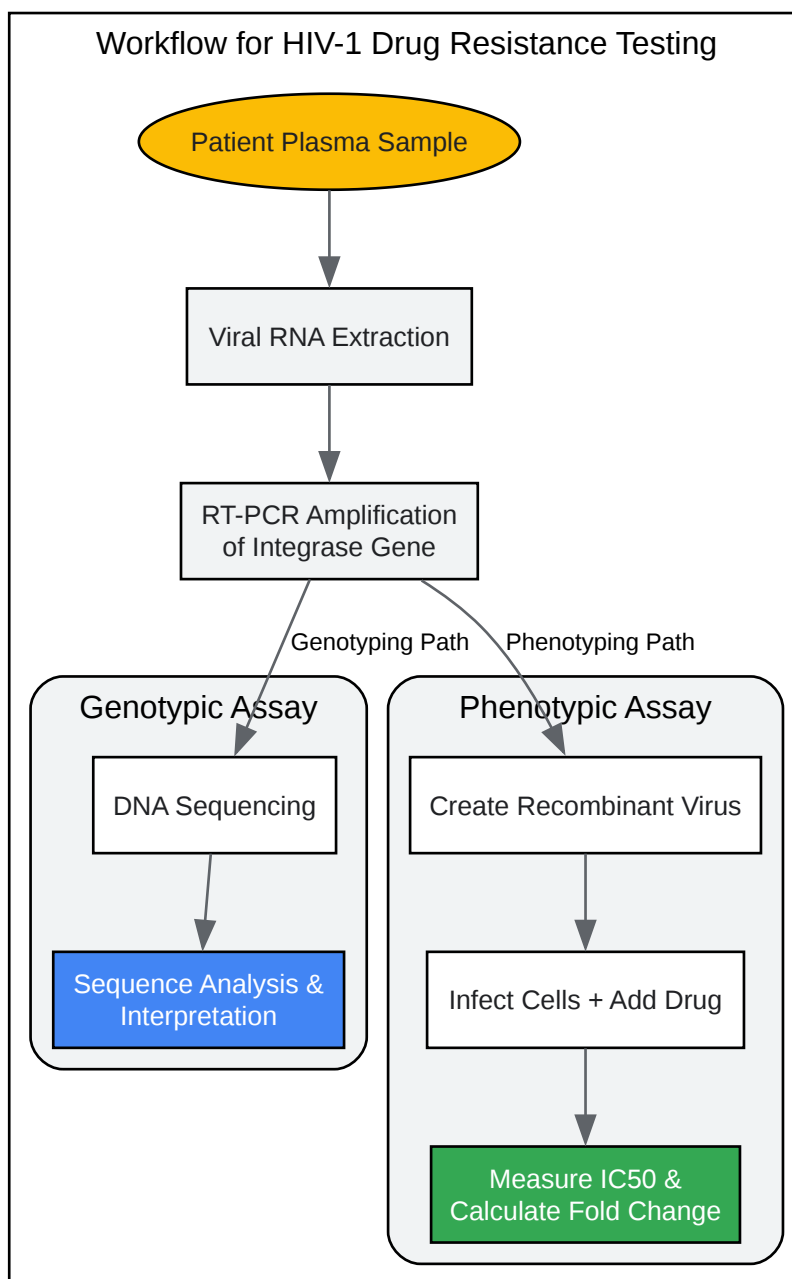 Workflow for HIV-1 Drug Resistance Testing
Patient Plasma Sample
Viral RNA Extraction
RT-PCR Amplification
of Integrase Gene
Genotyping Path
Phenotyping Path
Genotypic Assay
DNA Sequencing
Sequence Analysis &
Interpretation
Phenotypic Assay
Create Recombinant Virus
Infect Cells + Add Drug
Measure IC50 &
Calculate Fold Change